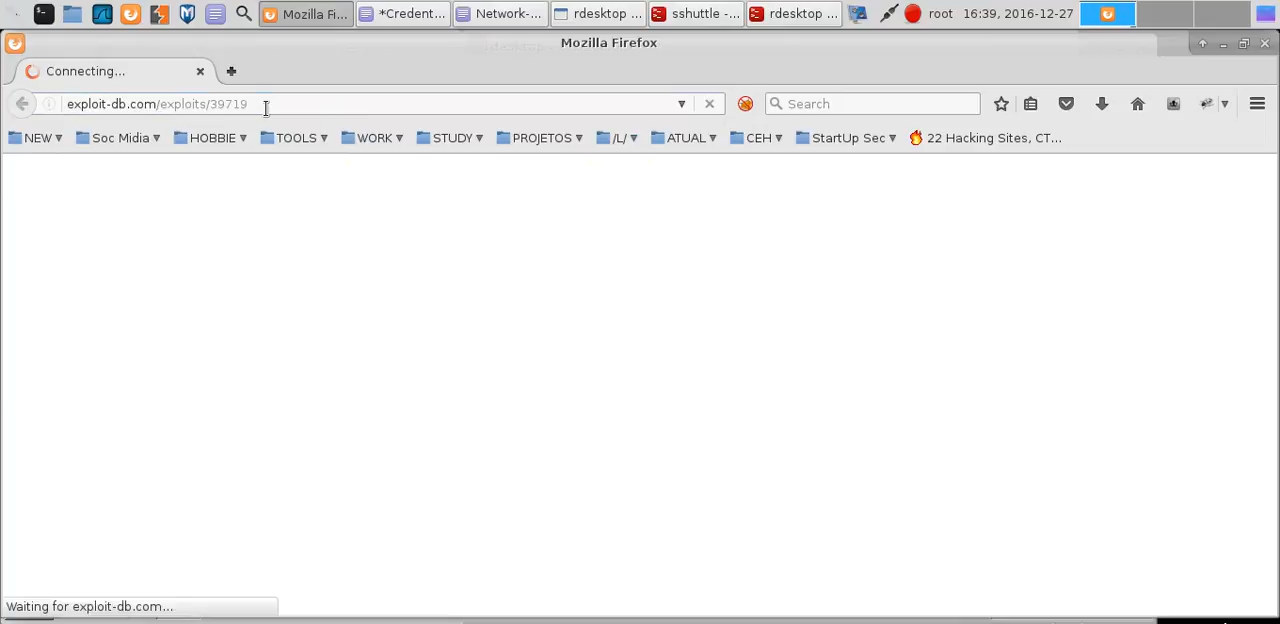 Mozilla Fi... *Credent... Network-... rdesktop ... sshuttle -... rdesktop ... root 16:39, 2016-12-27
Mozilla Firefox
Connecting...
exploit-db.com/exploits/39719 Search
NEW Soc Midia HOBBIE TOOLS WORK STUDY PROJETOS /L/ ATUAL CEH StartUp Sec 22 Hacking Sites, CT...
Waiting for exploit-db.com...